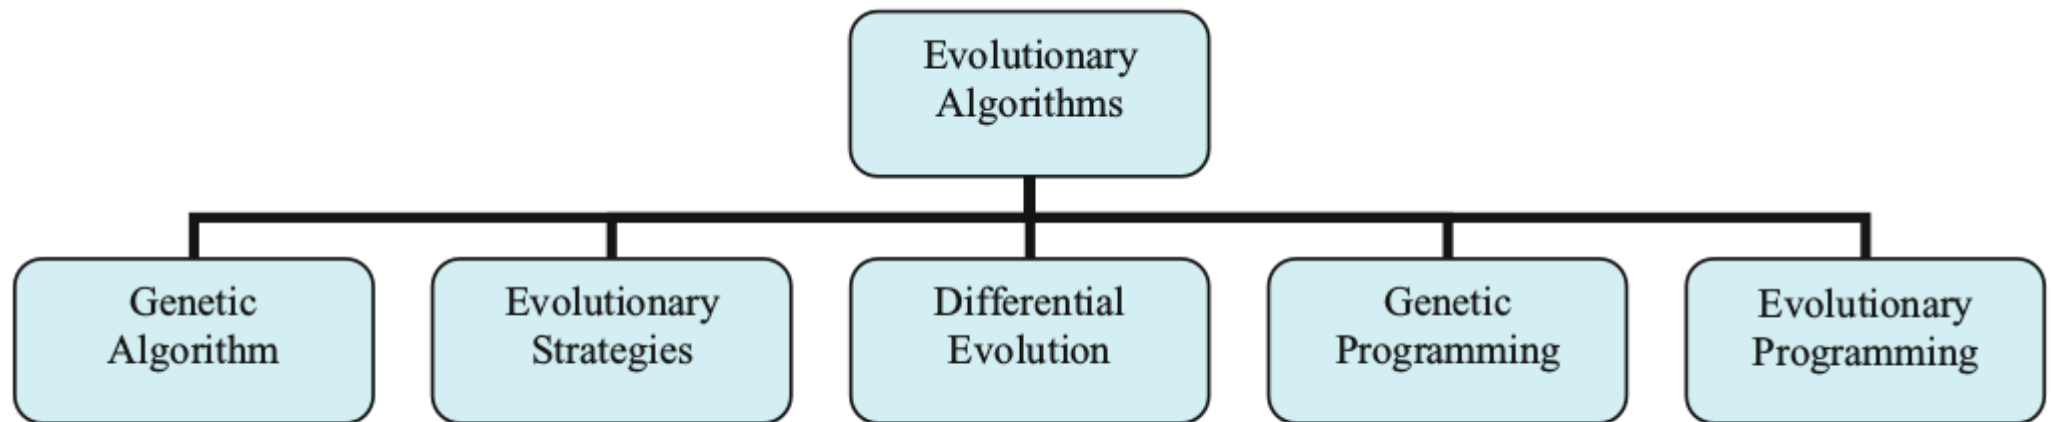 Evolutionary
Algorithms
Genetic
Algorithm
Evolutionary
Strategies
Differential
Evolution
Genetic
Programming
Evolutionary
Programming